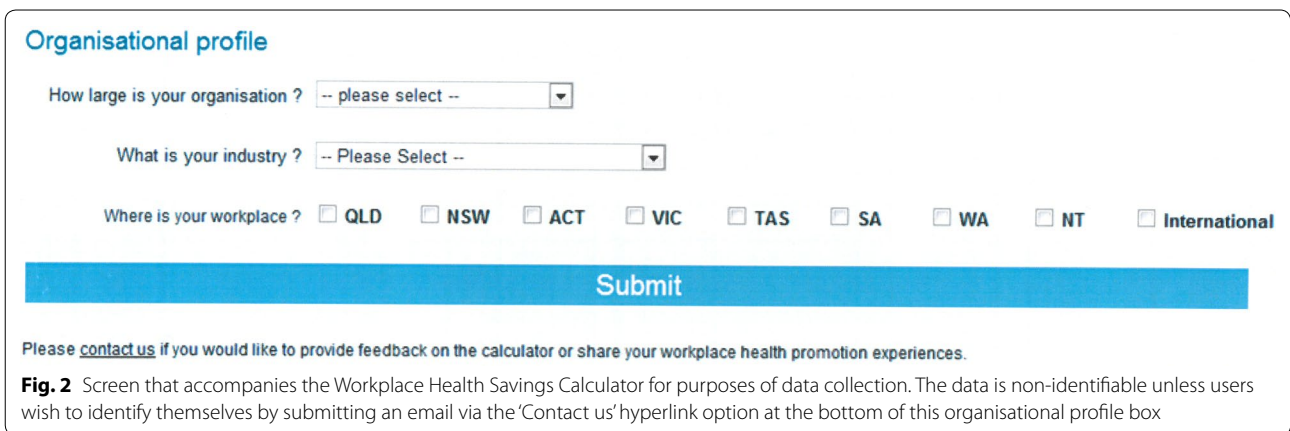 Organisational profile
How large is your organisation ? -- please select --
What is your industry ? -- Please Select --
Where is your workplace ? QLD NSW ACT VIC TAS SA WA NT International
Submit
Please contact us if you would like to provide feedback on the calculator or share your workplace health promotion experiences.
Fig. 2 Screen that accompanies the Workplace Health Savings Calculator for purposes of data collection. The data is non-identifiable unless users
wish to identify themselves by submitting an email via the ‘Contact us’ hyperlink option at the bottom of this organisational profile box